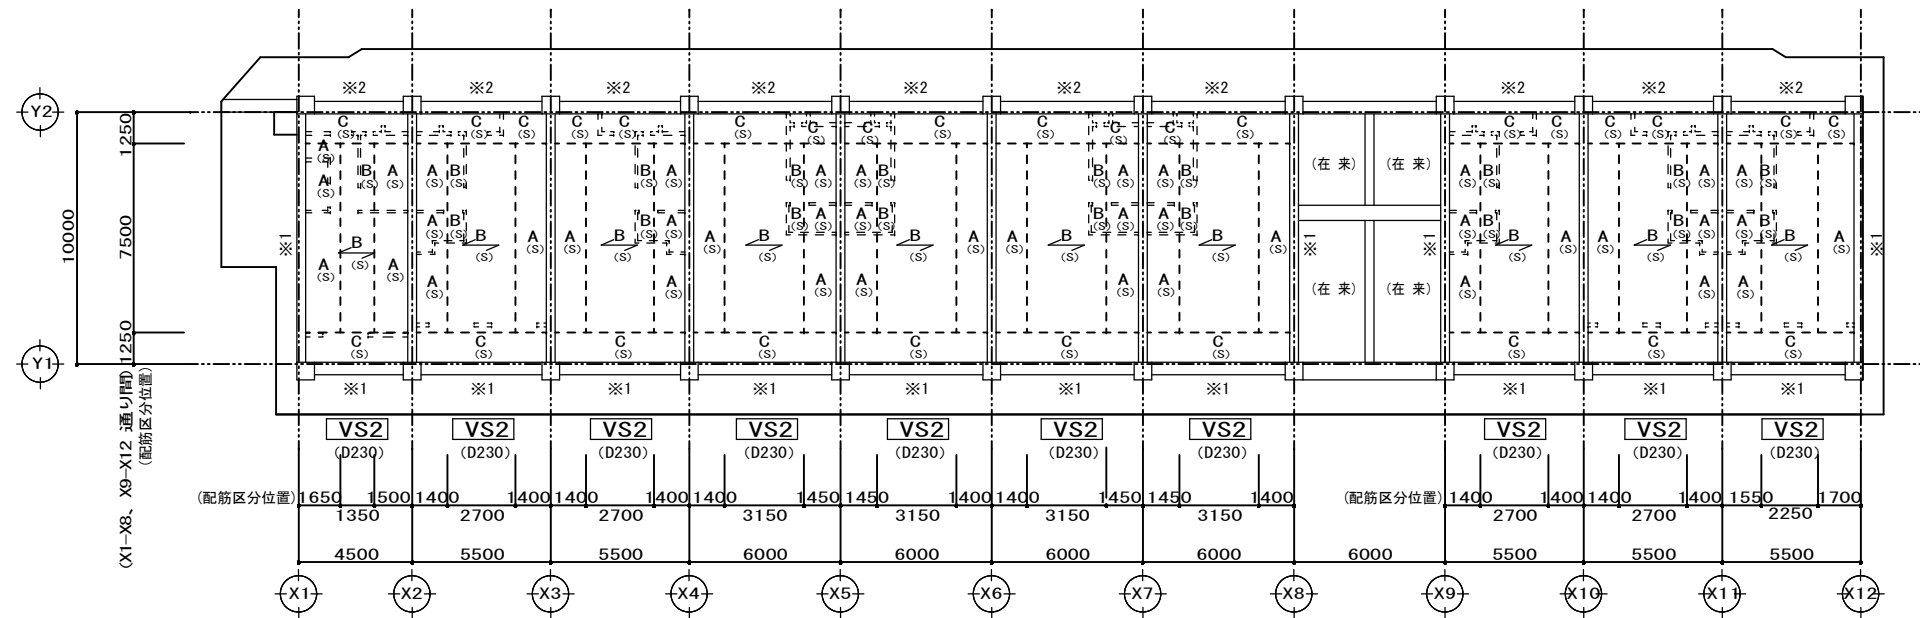 ※2 ※2 ※2 ※2 ※2 ※2 ※2 ※2 ※2 ※2
Y2
C C C C C C C C C C C C C C C C C C C C
(S) (S) (S) (S) (S) (S) (S) (S) (S) (S) (S) (S) (S) (S) (S) (S) (S) (S) (S) (S)
1250
A
(S)
(在 来) (在 来)
A B A A B B A B A A B B A A B A B B A A B
(S) (S) (S) (S) (S) (S) (S) (S) (S) (S) (S) (S) (S) (S) (S) (S) (S) (S) (S) (S) (S)
A B B A B A A B B A A B A B B A A B
(S) (S) (S) (S) (S) (S) (S) (S) (S) (S) (S) (S) (S) (S) (S) (S) (S) (S)
10000
7500
※1 B B A A B A B B A B A B ※1 ※1 B A B B A ※1
(S) (S) (S) (S) (S) (S) (S) (S) (S) (S) (S) (S) (S) (S) (S) (S) (S)
A A A A A A A A A A A
(S) (S) (S) (S) (S) (S) (S) (S) (S) (S) (S)
(在 来) (在 来)
1250
C C C C C C C C C C
(S) (S) (S) (S) (S) (S) (S) (S) (S) (S)
Y1
※1 ※1 ※1 ※1 ※1 ※1 ※1 ※1 ※1 ※1
(X1-X8、X9-X12 通り間)
(配筋区分位置)
VS2 VS2 VS2 VS2 VS2 VS2 VS2 VS2 VS2 VS2
(D230) (D230) (D230) (D230) (D230) (D230) (D230) (D230) (D230) (D230)
(配筋区分位置) 1650 1500 1400 1400 1400 1400 1400 1450 1450 1400 1400 1450 1450 1400 (配筋区分位置) 1400 1400 1400 1400 1550 1700
1350 2700 2700 3150 3150 3150 3150 2700 2700 2250
4500 5500 5500 6000 6000 6000 6000 6000 5500 5500 5500
X1 X2 X3 X4 X5 X6 X7 X8 X9 X10 X11 X12